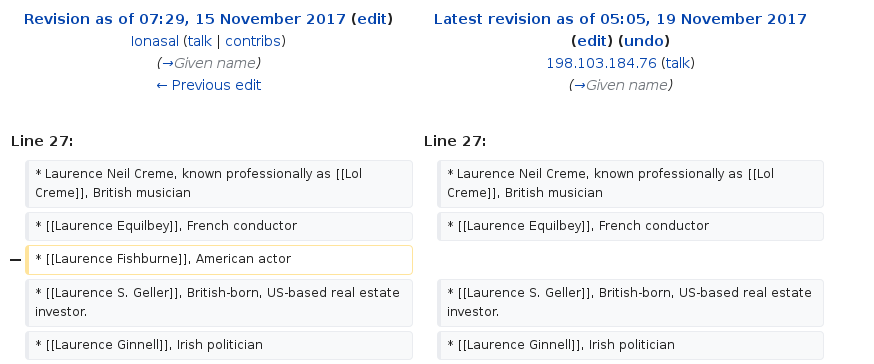 Revision as of 07:29, 15 November 2017 (edit)
Ionasal (talk | contribs)
(→Given name)
← Previous edit
Latest revision as of 05:05, 19 November 2017
(edit) (undo)
198.103.184.76 (talk)
(→Given name)
Line 27:
Line 27:
* Laurence Neil Creme, known professionally as [[Lol
Creme]], British musician
* Laurence Neil Creme, known professionally as [[Lol
Creme]], British musician
* [[Laurence Equilbey]], French conductor
* [[Laurence Equilbey]], French conductor
− * [[Laurence Fishburne]], American actor
* [[Laurence S. Geller]], British-born, US-based real estate
investor.
* [[Laurence S. Geller]], British-born, US-based real estate
investor.
* [[Laurence Ginnell]], Irish politician
* [[Laurence Ginnell]], Irish politician